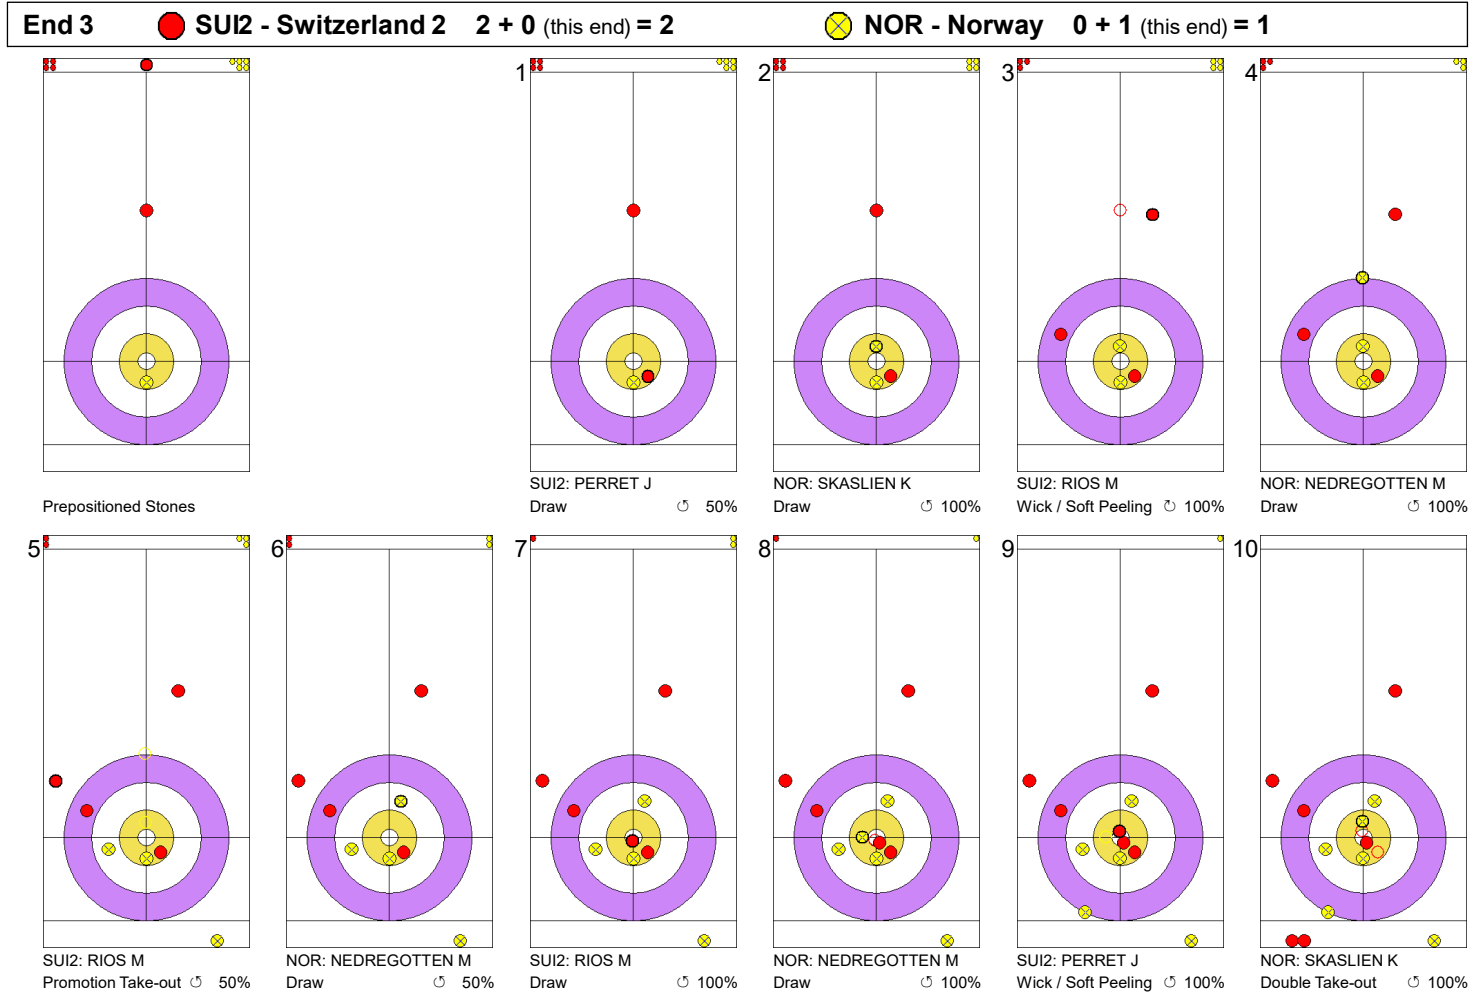 End 3 SUI2 - Switzerland 2 2 + 0 (this end) = 2 NOR - Norway 0 + 1 (this end) = 1
1 2 3 4
SUI2: PERRET J NOR: SKASLIEN K SUI2: RIOS M NOR: NEDREGOTTEN M
Prepositioned Stones Draw ↺ 50% Draw ↺ 100% Wick / Soft Peeling ↻ 100% Draw ↺ 100%
5 6 7 8 9 10
SUI2: RIOS M NOR: NEDREGOTTEN M SUI2: RIOS M NOR: NEDREGOTTEN M SUI2: PERRET J NOR: SKASLIEN K
Promotion Take-out ↺ 50% Draw ↺ 50% Draw ↺ 100% Draw ↺ 100% Wick / Soft Peeling ↺ 100% Double Take-out ↺ 100%